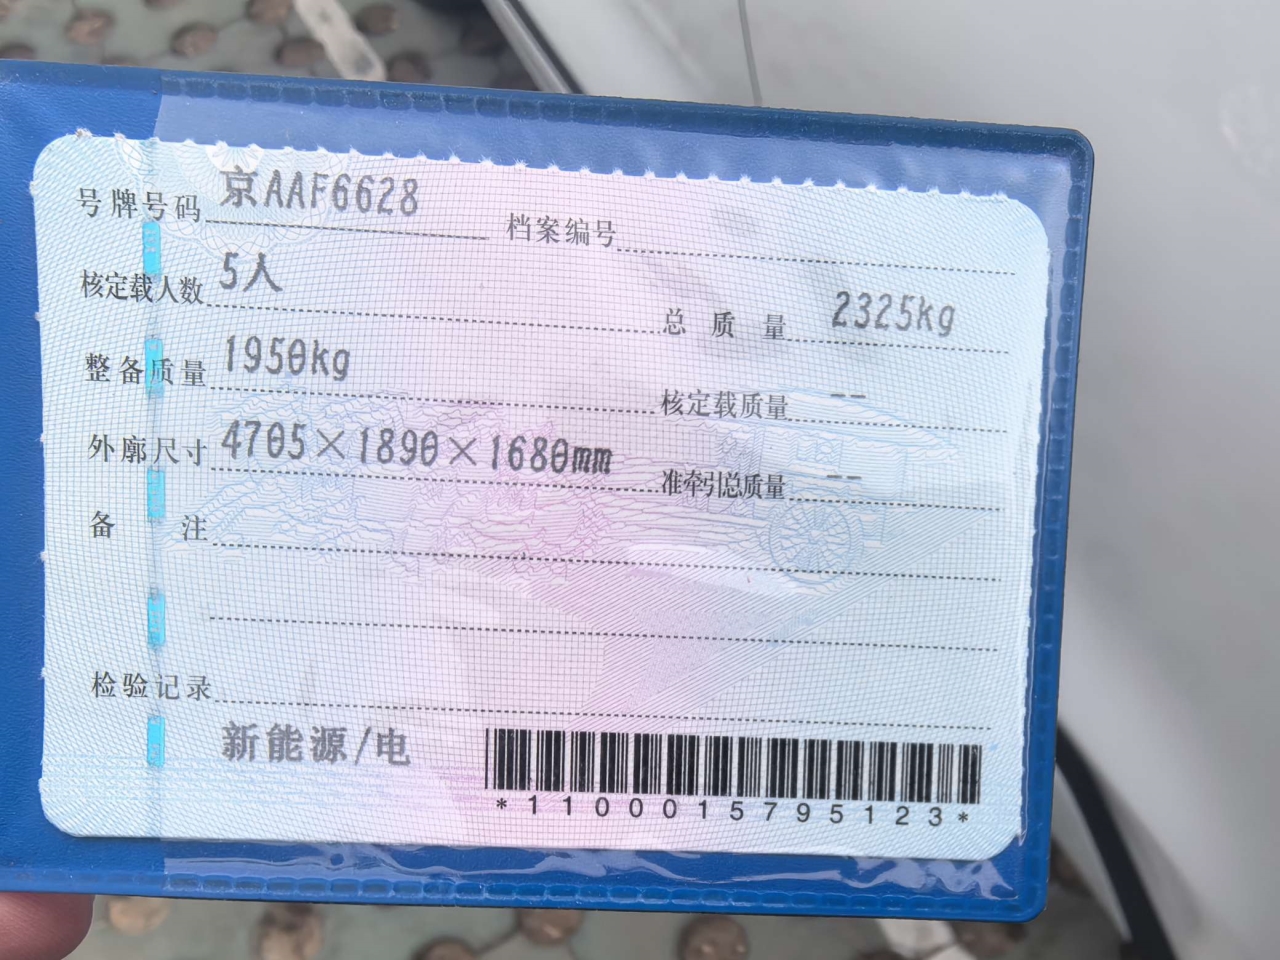 号牌号码 京AAF6628 档案编号
核定载人数 5人 总质量 2325kg
整备质量 1950kg 核定载质量 --
外廓尺寸 4705×1890×1680mm 准牵引总质量 --
备注
检验记录
新能源/电
*1100015795123*